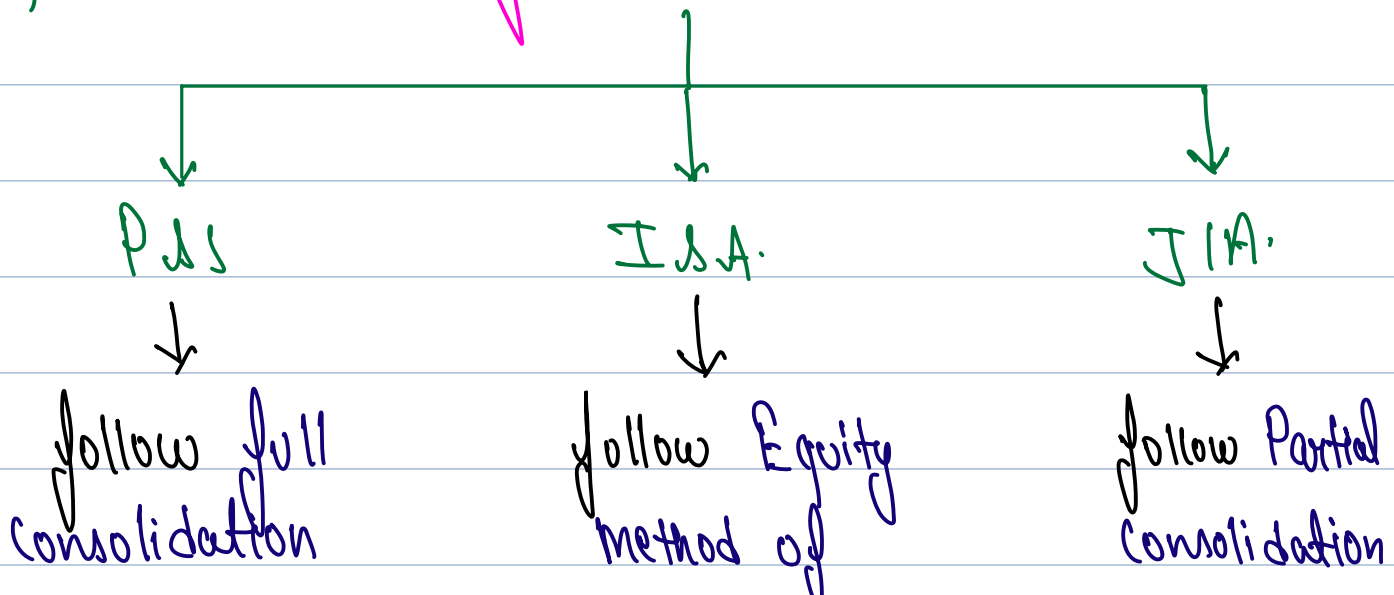 P&S I&A. J/A.
follow full follow Equity follow Partial
consolidation method of consolidation